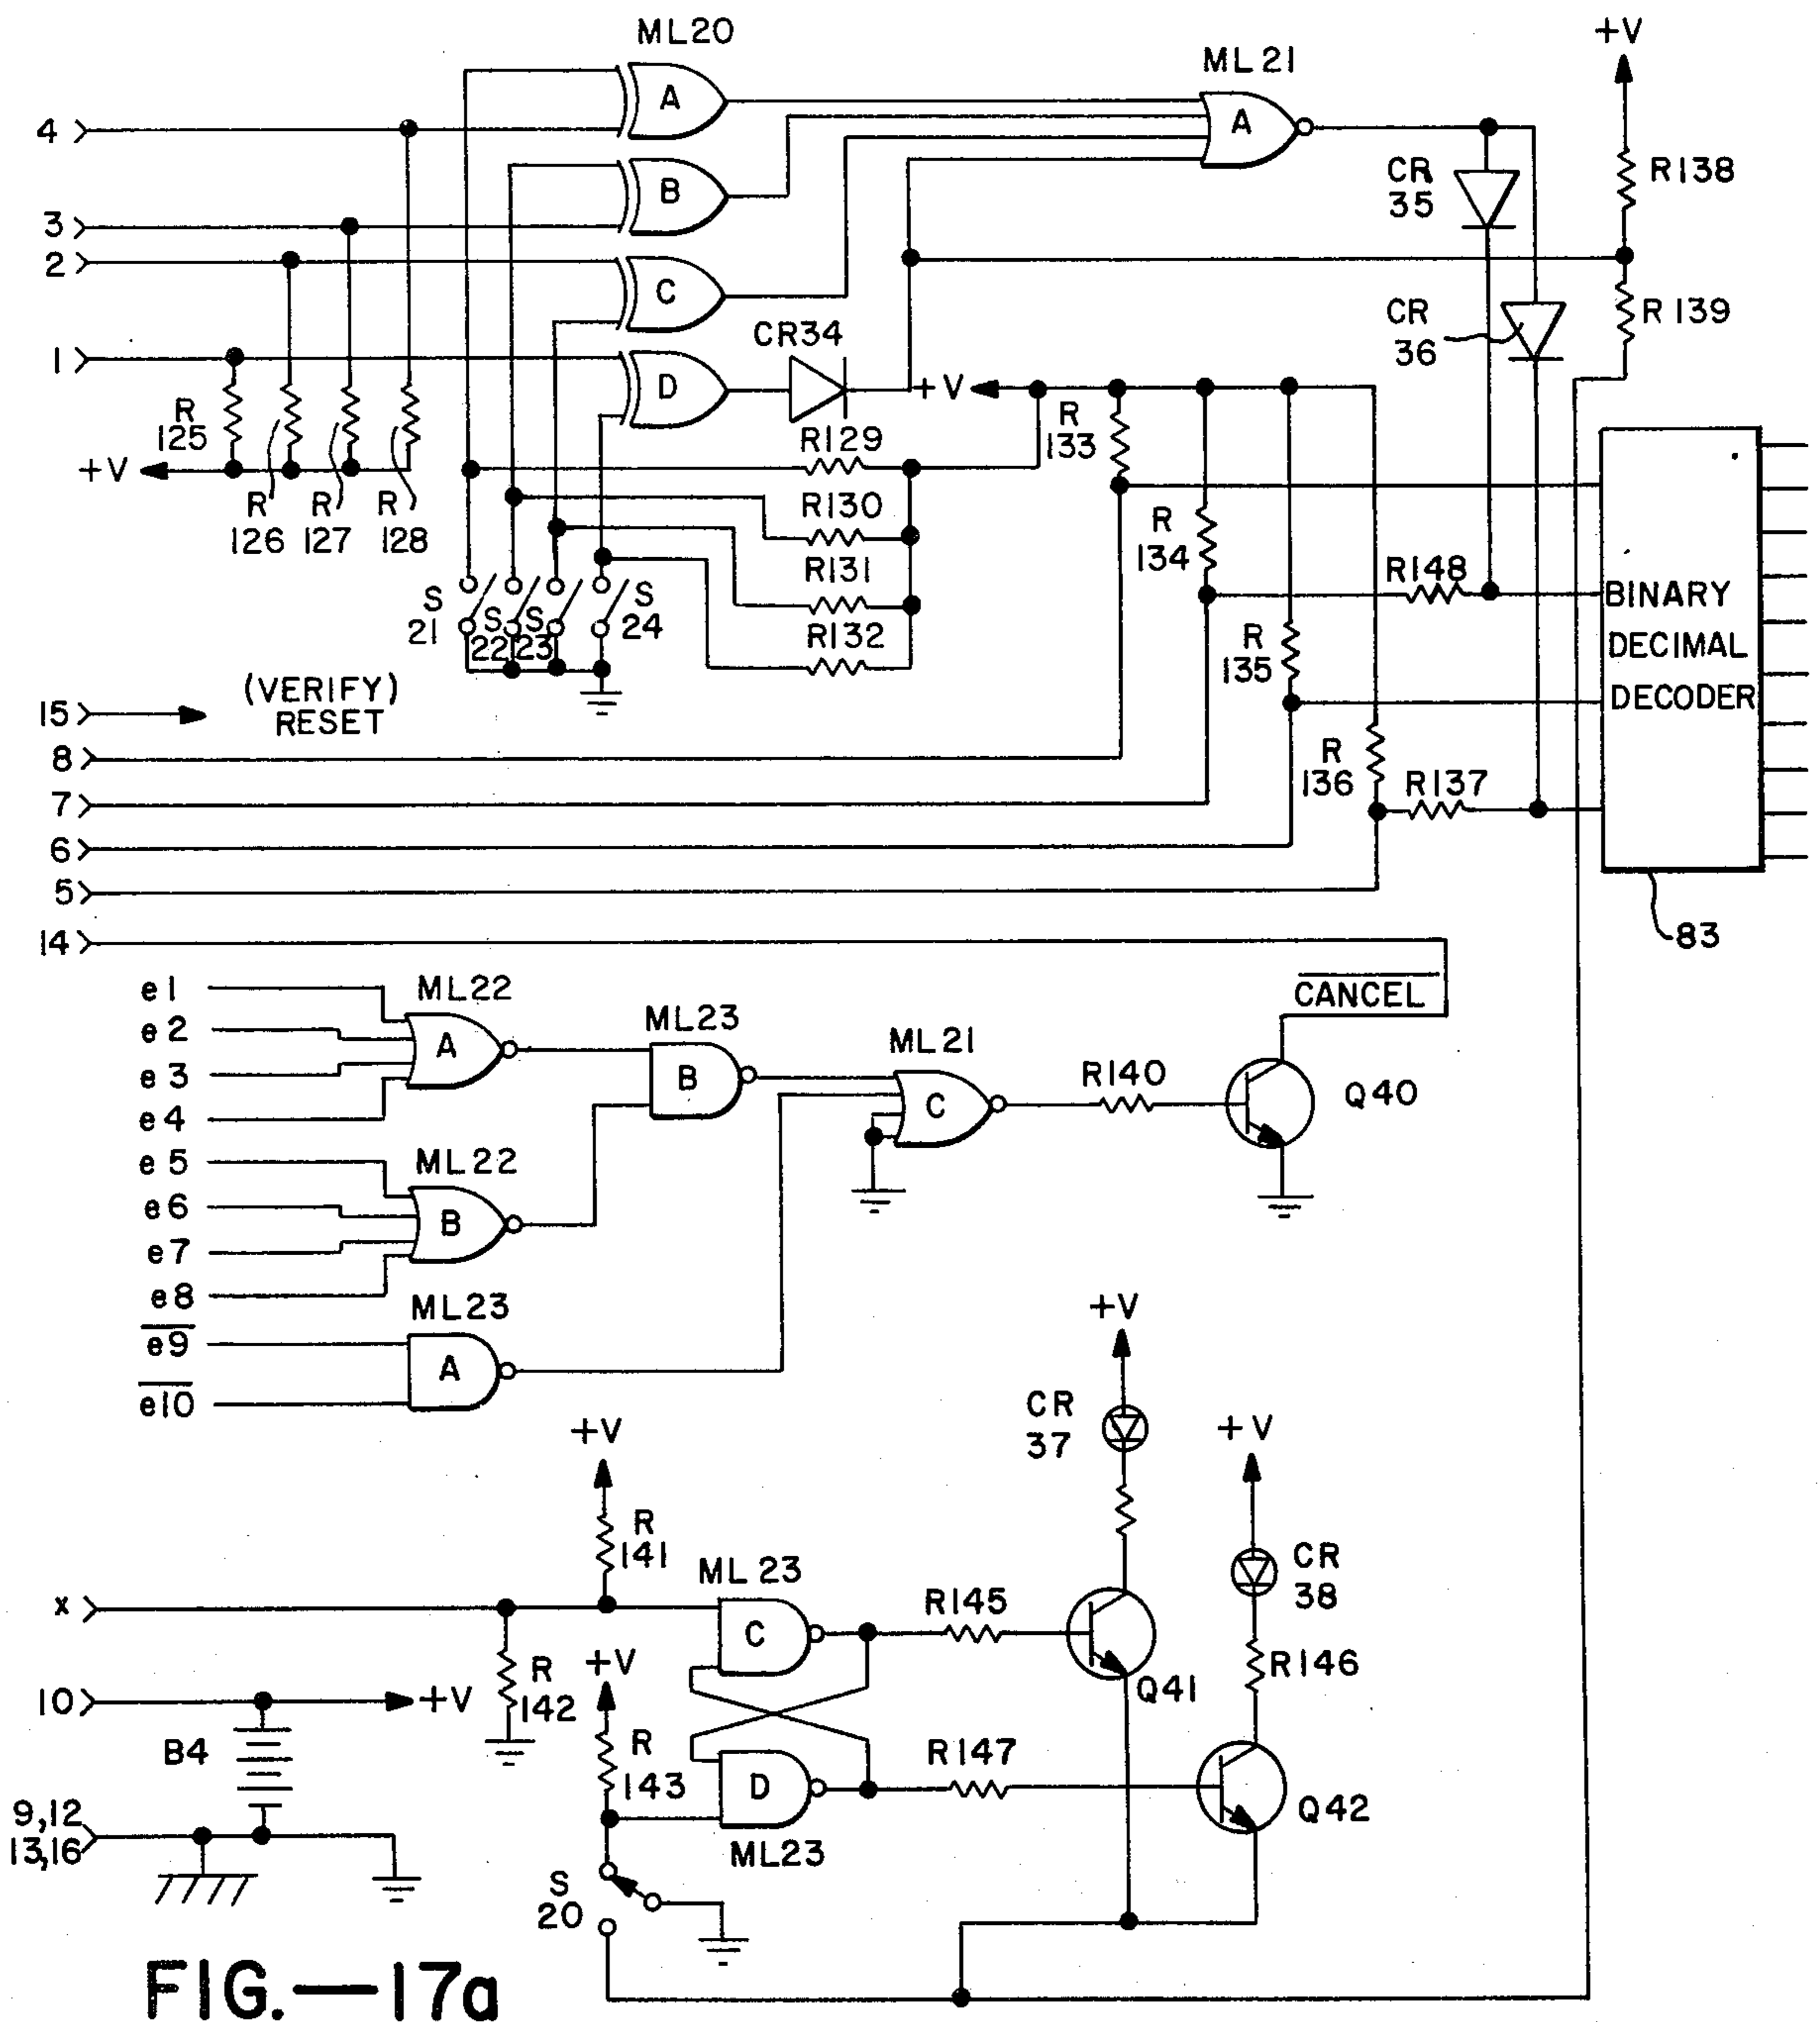 ML20
ML21
+V
A
A
4
CR
35
R138
B
3
2
C
CR
36
R139
CR34
1
D
+V
R
133
R
125
R129
+V
R
126
R
127
R
128
R130
R
134
R131
R148
BINARY
S
21
S
22
S
23
S
24
R132
R
135
DECIMAL
DECODER
(VERIFY)
RESET
15
8
R
136
R137
7
6
5
83
14
CANCEL
e1
ML22
e2
A
ML23
ML21
e3
B
R140
e4
C
Q40
e5
ML22
e6
B
e7
e8
ML23
e9
A
+V
e10
CR
37
+V
+V
R
141
ML23
CR
38
x
C
R145
R
142
+V
R146
Q41
10
+V
B4
R
143
R147
D
Q42
9,12
13,16
ML23
S
20
FIG.—17a